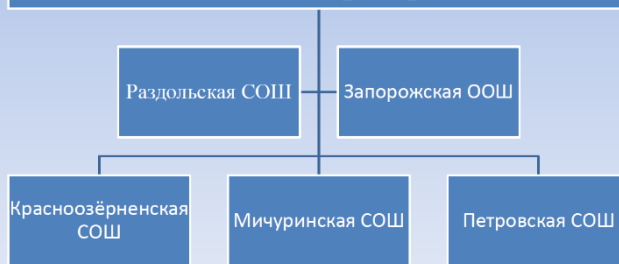 Раздольская СОШ
Запорожская ООШ
Красноозёрненская
СОШ
Мичуринская СОШ
Петровская СОШ